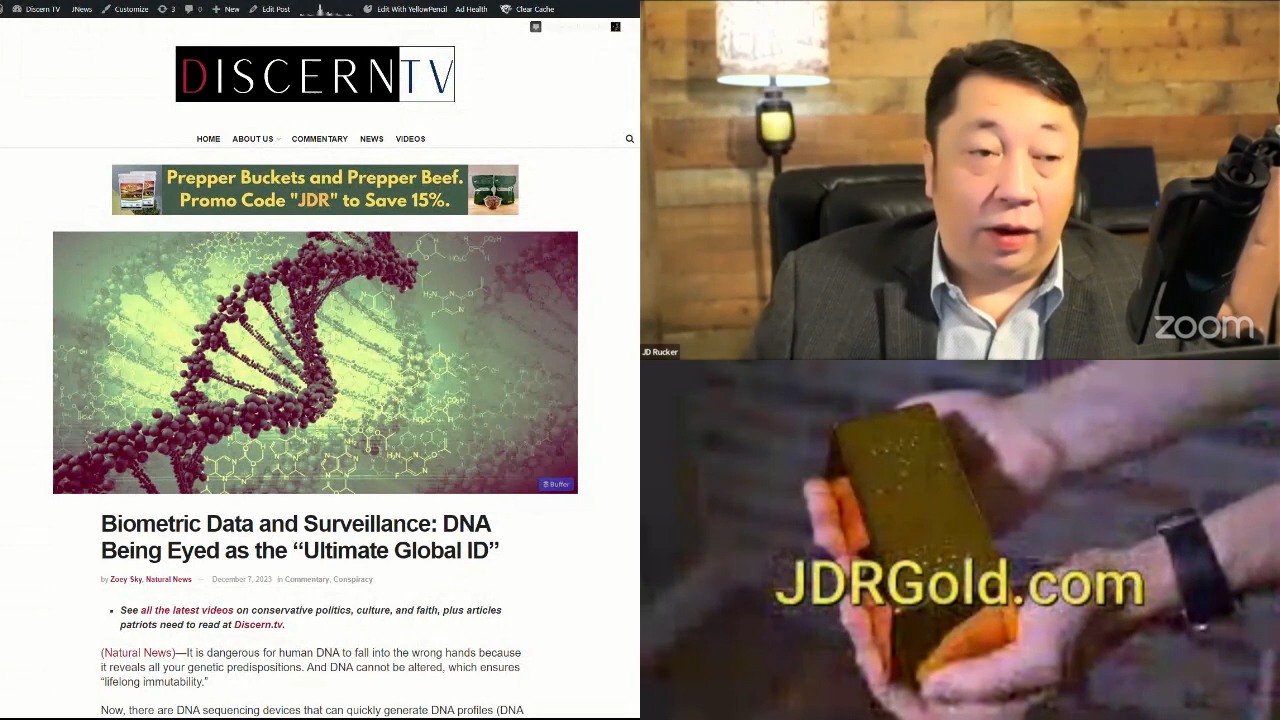 Discern TV JNews Customize 3 0 New Edit Post Edit With YellowPencil Ad Health Clear Cache
DISCERNTV
HOME ABOUT US COMMENTARY NEWS VIDEOS
Prepper Buckets and Prepper Beef.
Promo Code "JDR" to Save 15%.
Buffer
Biometric Data and Surveillance: DNA
Being Eyed as the “Ultimate Global ID”
by Zoey Sky, Natural News — December 7, 2023 in Commentary, Conspiracy
See all the latest videos on conservative politics, culture, and faith, plus articles
patriots need to read at Discern.tv.
(Natural News)—It is dangerous for human DNA to fall into the wrong hands because
it reveals all your genetic predispositions. And DNA cannot be altered, which ensures
“lifelong immutability.”
Now, there are DNA sequencing devices that can quickly generate DNA profiles (DNA
zoom
JD Rucker
JDRGold.com